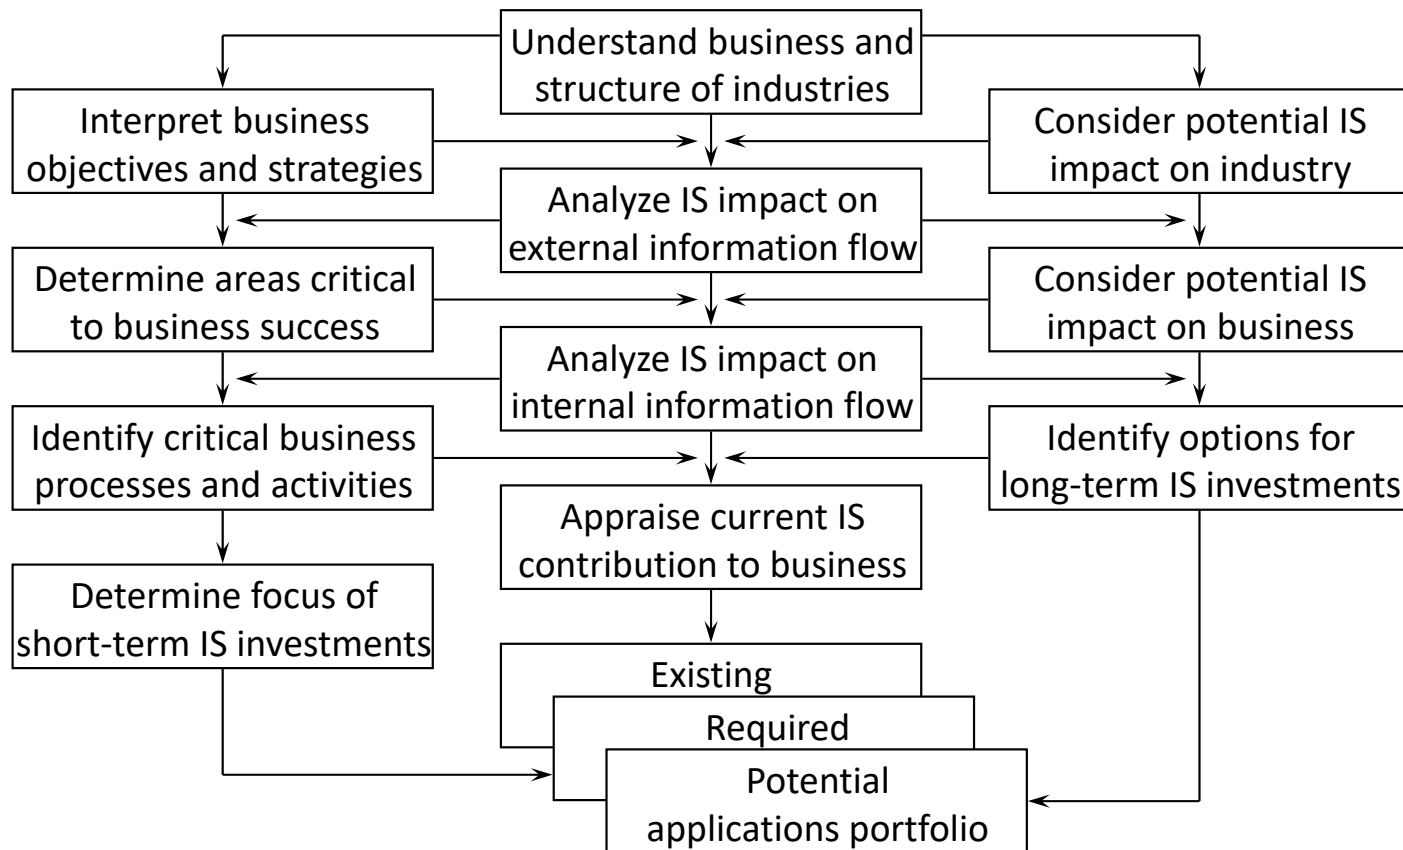 Understand business and
structure of industries
Interpret business
objectives and strategies
Consider potential IS
impact on industry
Analyze IS impact on
external information flow
Determine areas critical
to business success
Consider potential IS
impact on business
Analyze IS impact on
internal information flow
Identify critical business
processes and activities
Identify options for
long-term IS investments
Appraise current IS
contribution to business
Determine focus of
short-term IS investments
Existing
Required
Potential
applications portfolio